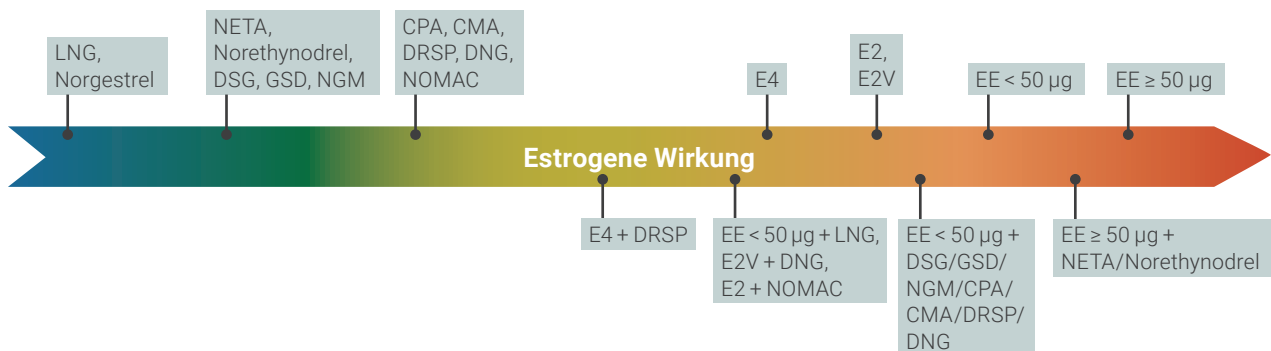 LNG,
Norgestrel
NETA,
Norethynodrel,
DSG, GSD, NGM
CPA, CMA,
DRSP, DNG,
NOMAC
E4
E2,
E2V
EE < 50 µg
EE ≥ 50 µg
Estrogene Wirkung
E4 + DRSP
EE < 50 µg + LNG,
E2V + DNG,
E2 + NOMAC
EE < 50 µg +
DSG/GSD/
NGM/CPA/
CMA/DRSP/
DNG
EE ≥ 50 µg +
NETA/Norethynodrel